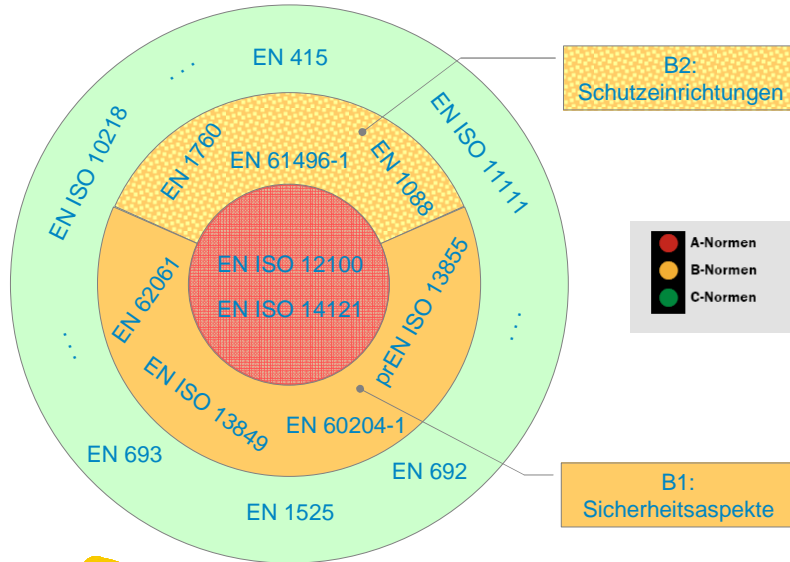 EN 415
. . .
EN ISO 10218
EN ISO 11111
EN 1760
EN 61496-1
EN 1088
B2:
Schutzeinrichtungen
EN ISO 12100
EN ISO 14121
EN 62061
prEN ISO 13855
A-Normen
B-Normen
C-Normen
. . .
. . .
EN ISO 13849
EN 60204-1
EN 693
EN 692
EN 1525
B1:
Sicherheitsaspekte